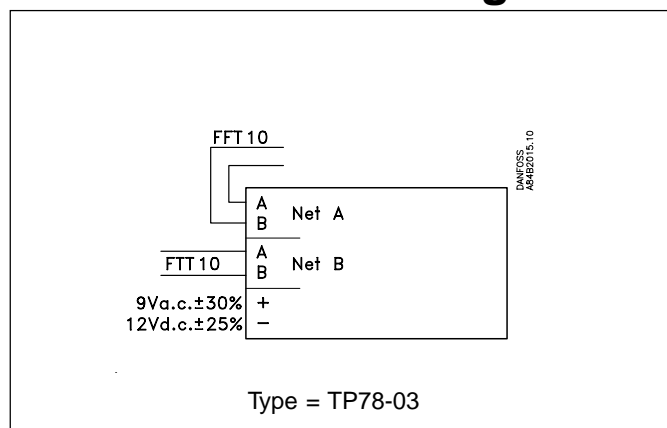 FFT 10
DANFOSS
A84B2015.10
A
B
Net A
A
B
Net B
FTT 10
9Va.c.±30% +
12Vd.c.±25% −
Type = TP78-03